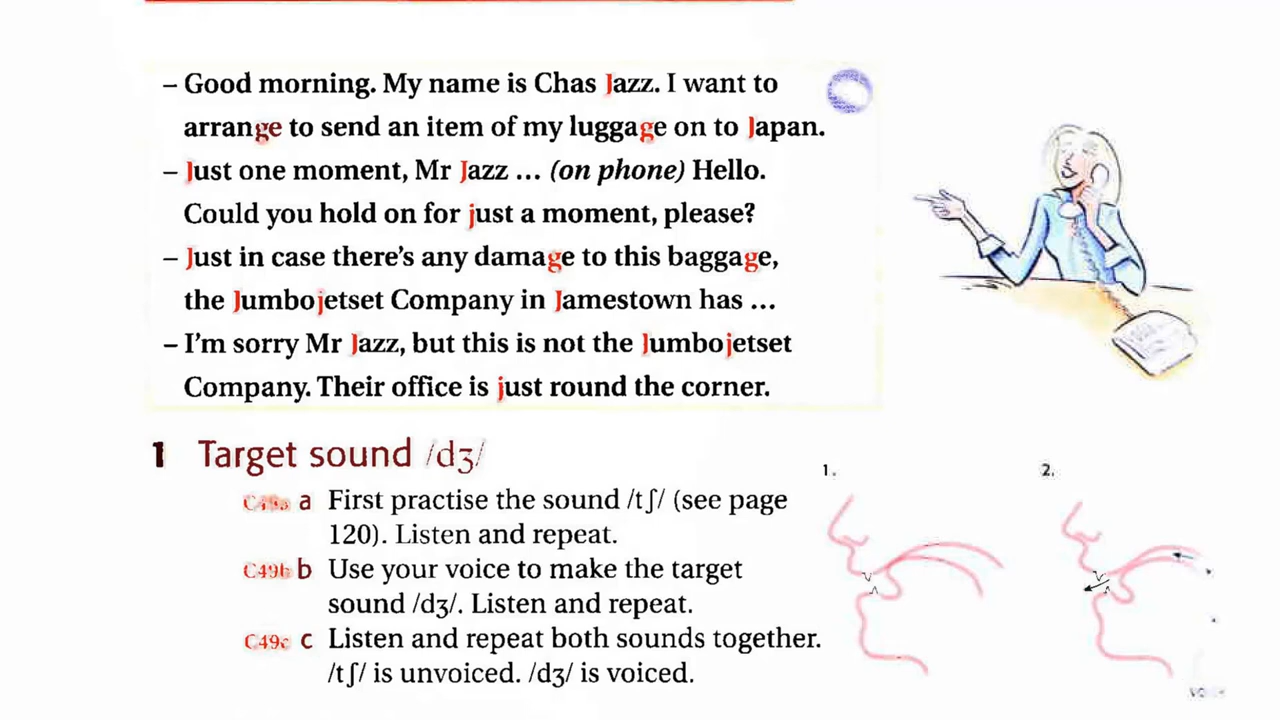 – Good morning. My name is Chas Jazz. I want to
arrange to send an item of my luggage on to Japan.
– Just one moment, Mr Jazz ... (on phone) Hello.
Could you hold on for just a moment, please?
– Just in case there's any damage to this baggage,
the Jumbojetset Company in Jamestown has ...
– I'm sorry Mr Jazz, but this is not the Jumbojetset
Company. Their office is just round the corner.
1 Target sound /dʒ/
C49a a First practise the sound /tʃ/ (see page
120). Listen and repeat.
C49b b Use your voice to make the target
sound /dʒ/. Listen and repeat.
C49c c Listen and repeat both sounds together.
/tʃ/ is unvoiced. /dʒ/ is voiced.
1.
2.